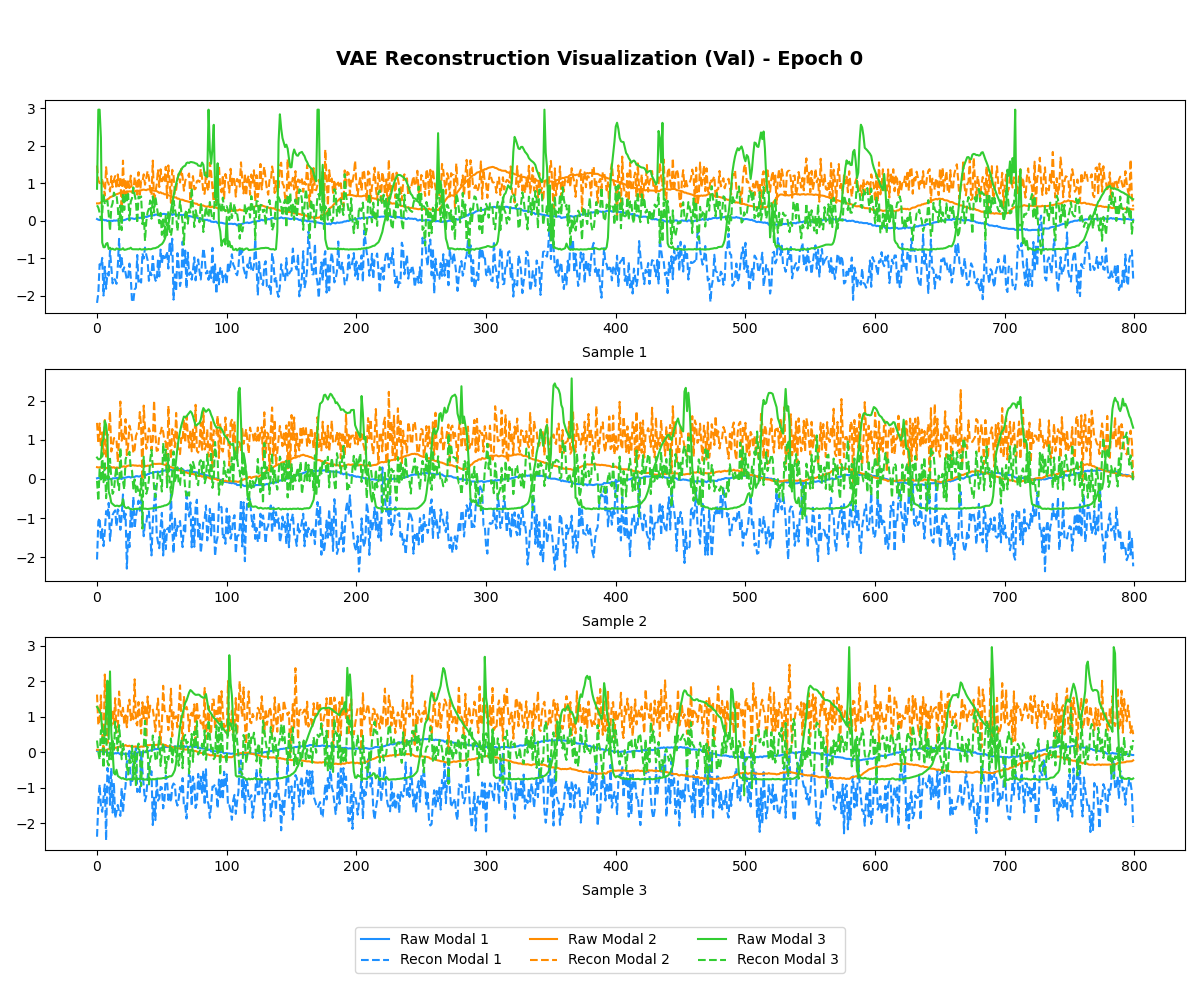 VAE Reconstruction Visualization (Val) - Epoch 0
3
2
1
0
−1
−2
0 100 200 300 400 500 600 700 800
Sample 1
2
1
0
−1
−2
0 100 200 300 400 500 600 700 800
Sample 2
3
2
1
0
−1
−2
0 100 200 300 400 500 600 700 800
Sample 3
Raw Modal 1 Raw Modal 2 Raw Modal 3
Recon Modal 1 Recon Modal 2 Recon Modal 3